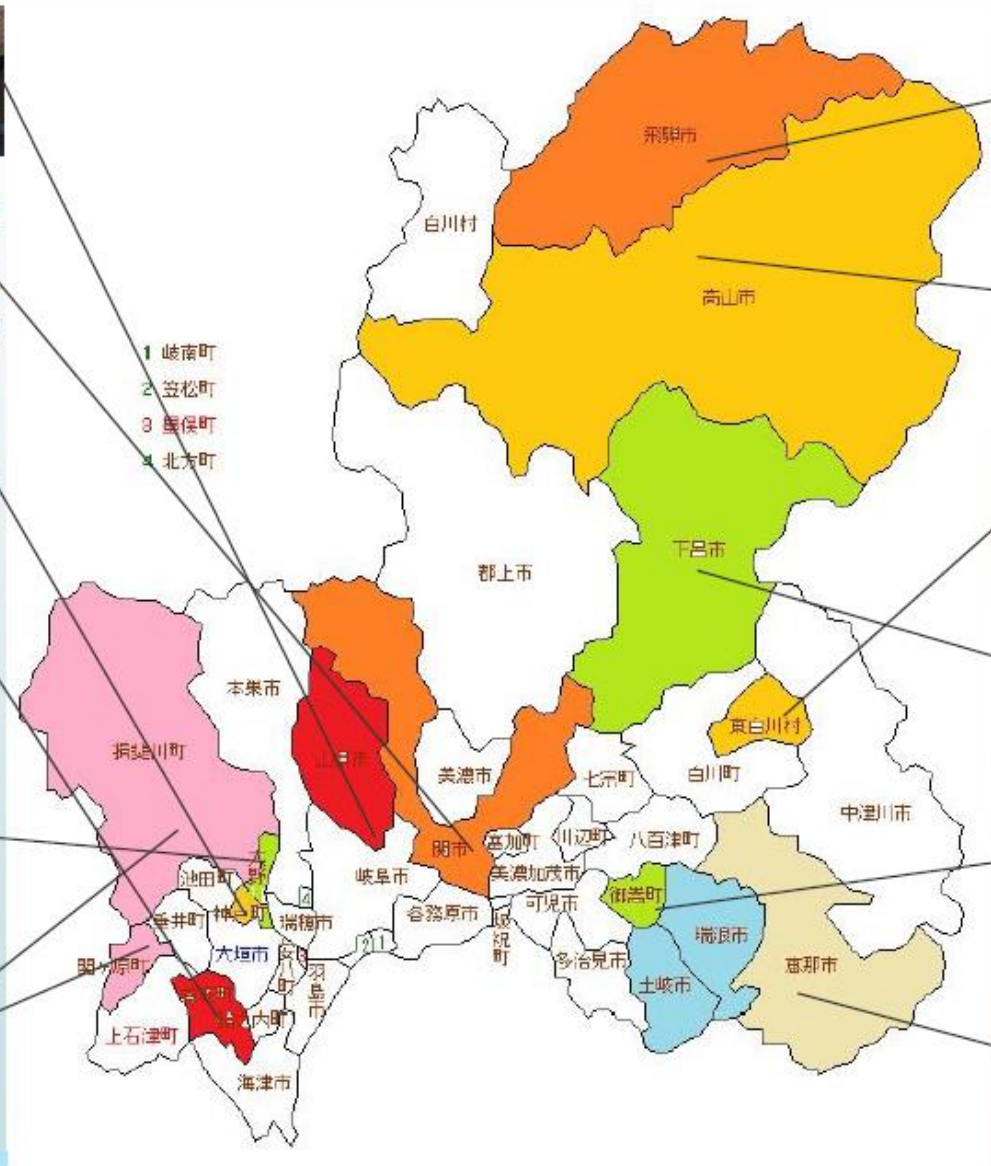 飛騨市
白川村
高山市
1 岐南町
2 笠松町
3 墨俣町
4 北方町
下呂市
郡上市
本巣市
東白川村
揖斐川町
山県市
美濃市
七宗町
白川町
中津川市
関市
富加町
川辺町
八百津町
池田町
岐阜市
美濃加茂市
御嵩町
4
神戸町
可児市
垂井町
瑞穂市
各務原市
坂祝町
瑞浪市
2
1
大垣市
安八町
羽島市
多治見市
恵那市
関ヶ原町
土岐市
上石津町
海津市